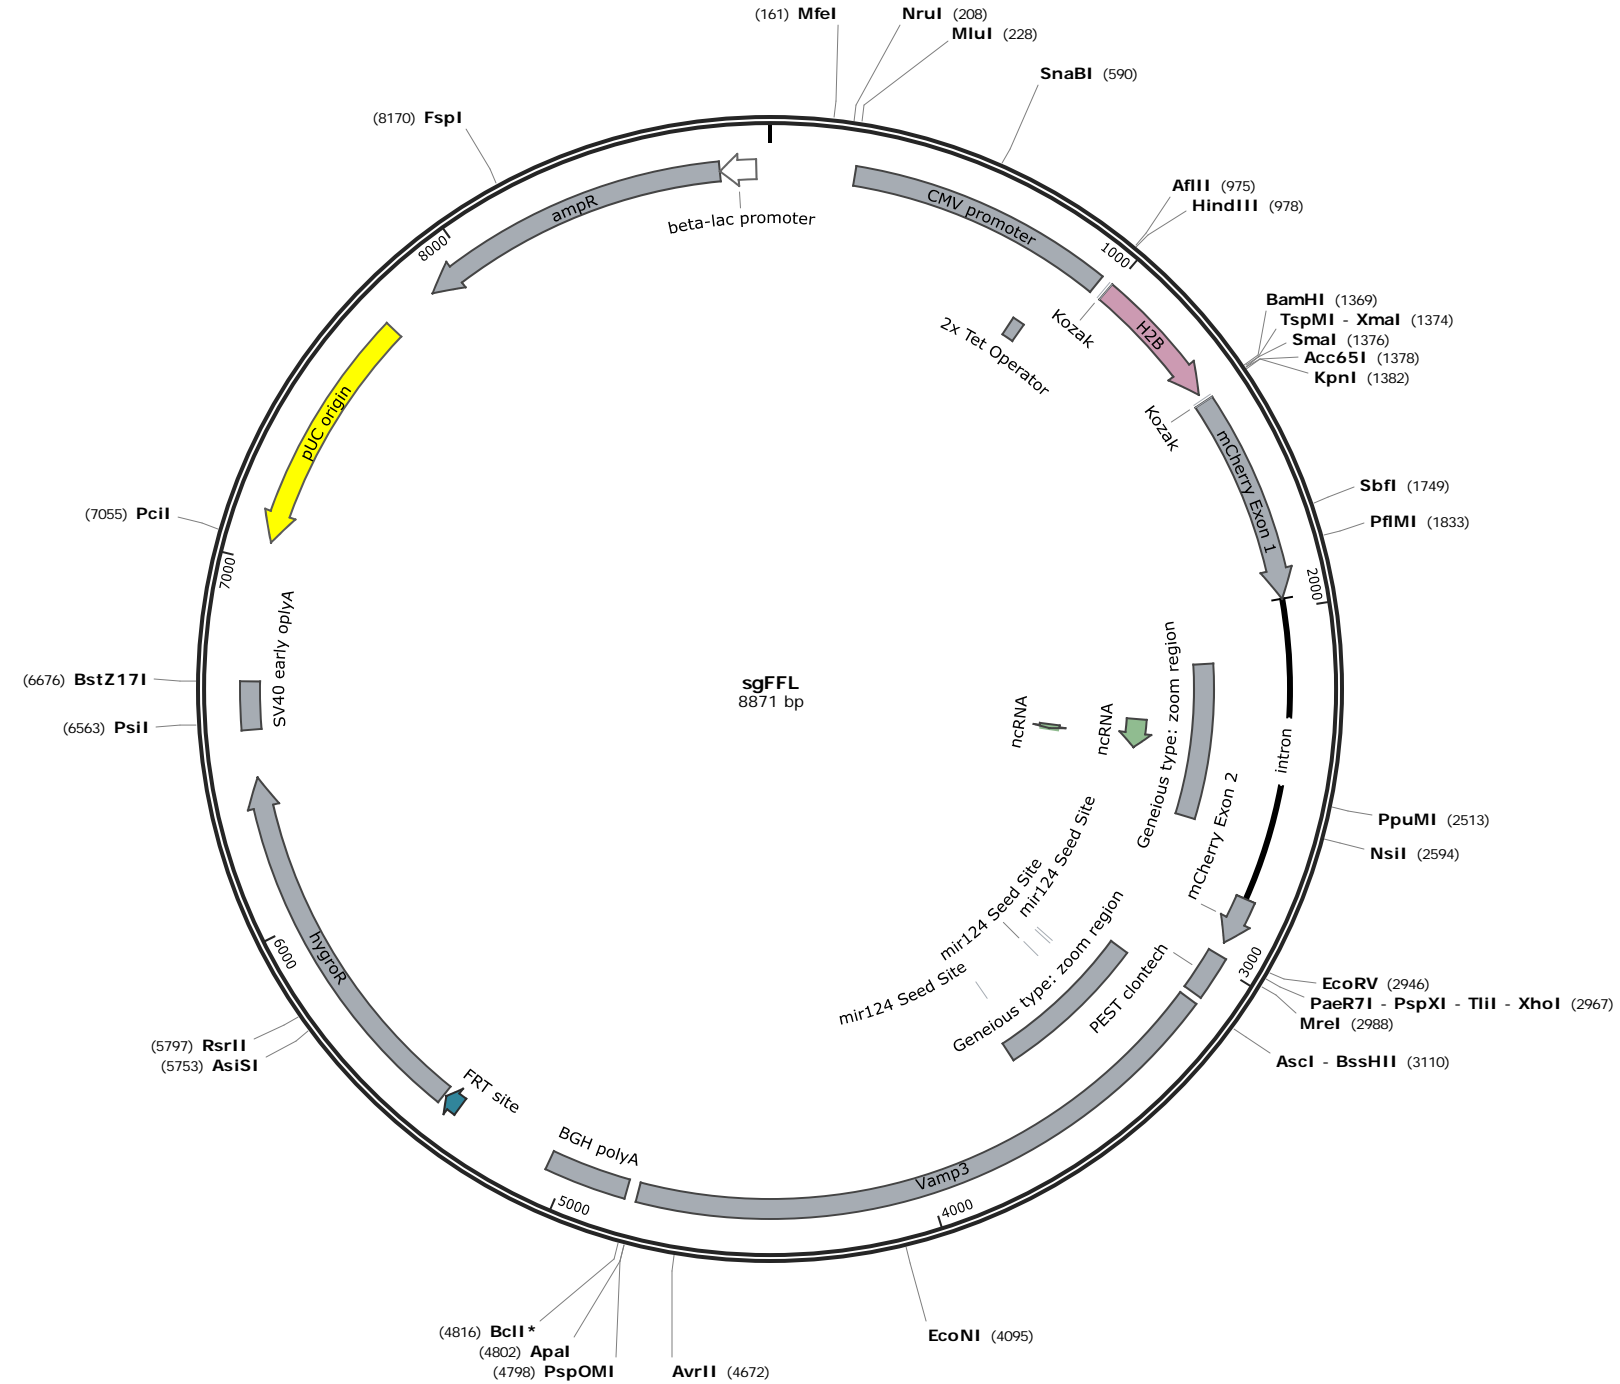 (161) MfeI
NruI (208)
MluI (228)
SnaBI (590)
(8170) FspI
AflII (975)
HindIII (978)
BamHI (1369)
TspMI - XmaI (1374)
SmaI (1376)
Acc65I (1378)
KpnI (1382)
SbfI (1749)
PflMI (1833)
PpuMI (2513)
NsiI (2594)
EcoRV (2946)
PaeR7I - PspXI - TliI - XhoI (2967)
MreI (2988)
AscI - BssHII (3110)
EcoNI (4095)
AvrII (4672)
(4798) PspOMI
(4802) ApaI
(4816) BclI*
(5753) AsiSI
(5797) RsrII
(6563) PsiI
(6676) BstZ17I
(7055) PciI
1000
2000
3000
4000
5000
6000
7000
8000
CMV promoter
Kozak
2x Tet Operator
H2B
Kozak
mCherry Exon 1
intron
Geneious type: zoom region
ncRNA
ncRNA
mCherry Exon 2
mir124 Seed Site
mir124 Seed Site
mir124 Seed Site
Geneious type: zoom region
PEST clontech
Vamp3
BGH polyA
FRT site
hygroR
SV40 early oplyA
pUC origin
ampR
beta-lac promoter
sgFFL
8871 bp